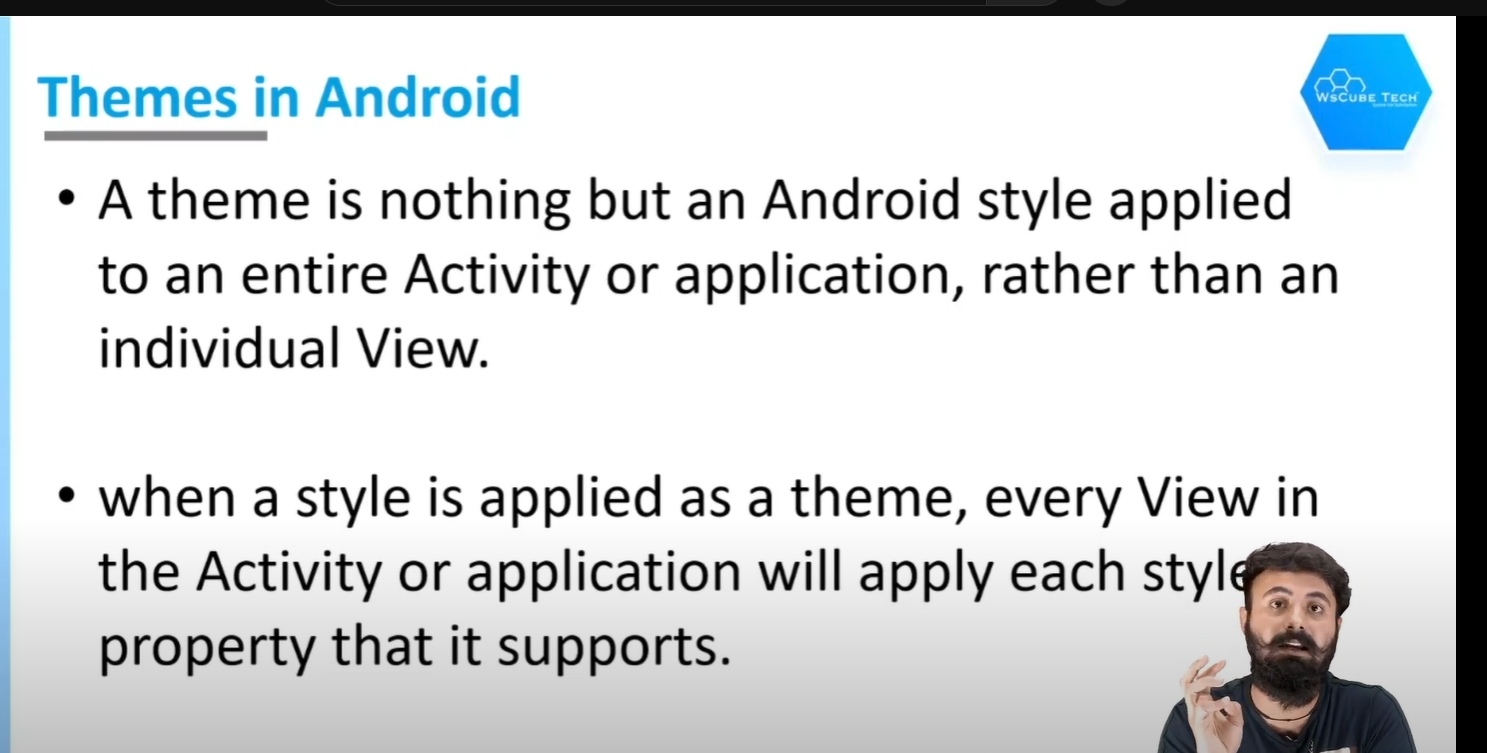 Themes in Android
WsCube Tech
• A theme is nothing but an Android style applied
to an entire Activity or application, rather than an
individual View.
• when a style is applied as a theme, every View in
the Activity or application will apply each style
property that it supports.